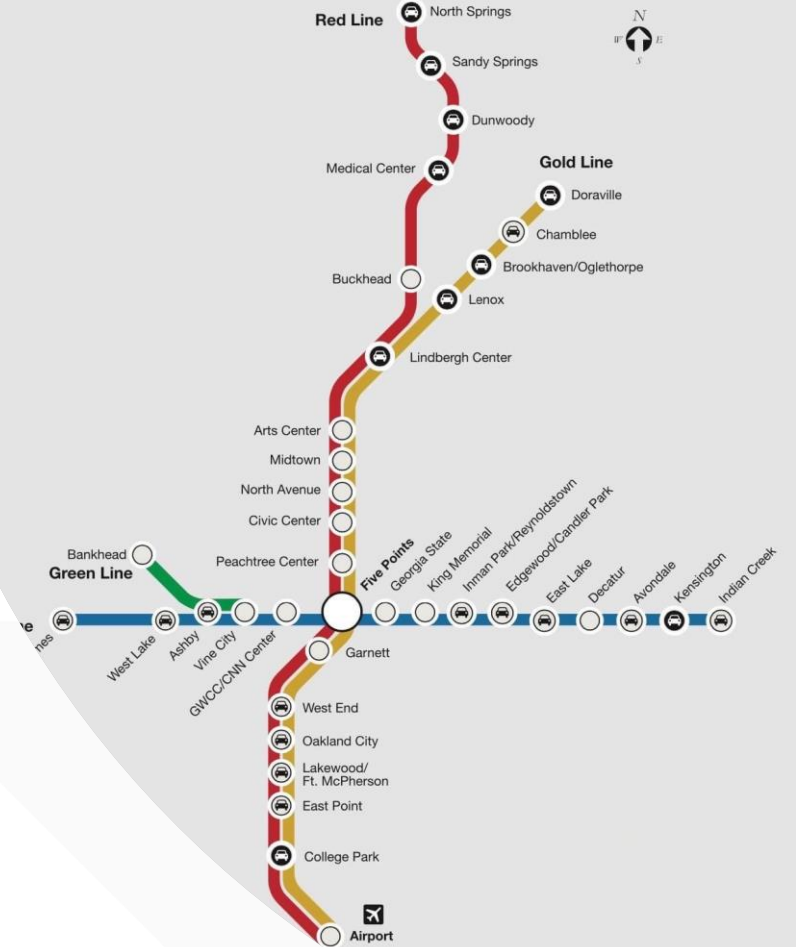 Red Line
North Springs
N
W E
S
Sandy Springs
Dunwoody
Medical Center
Gold Line
Doraville
Chamblee
Brookhaven/Oglethorpe
Buckhead
Lenox
Lindbergh Center
Arts Center
Midtown
North Avenue
Civic Center
Peachtree Center
Bankhead
Green Line
Five Points
Georgia State
King Memorial
Inman Park/Reynoldstown
Edgewood/Candler Park
East Lake
Decatur
Avondale
Kensington
Indian Creek
West Lake
Ashby
Vine City
GWCC/CNN Center
Garnett
West End
Oakland City
Lakewood/
Ft. McPherson
East Point
College Park
Airport